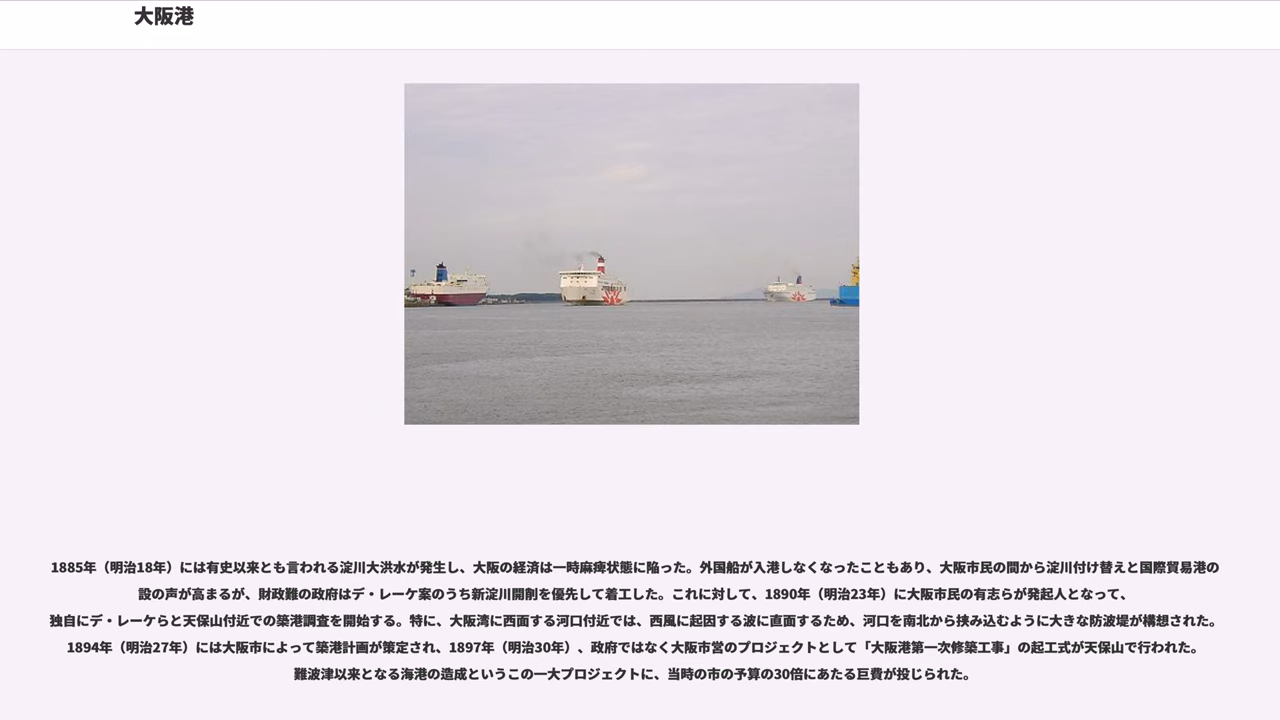 大阪港
1885年（明治18年）には有史以来とも言われる淀川大洪水が発生し、大阪の経済は一時麻痺状態に陥った。外国船が入港しなくなったこともあり、大阪市民の間から淀川付け替えと国際貿易港の
設の声が高まるが、財政難の政府はデ・レーケ案のうち新淀川開削を優先して着工した。これに対して、1890年（明治23年）に大阪市民の有志らが発起人となって、
独自にデ・レーケらと天保山付近での築港調査を開始する。特に、大阪湾に西面する河口付近では、西風に起因する波に直面するため、河口を南北から挟み込むように大きな防波堤が構想された。
1894年（明治27年）には大阪市によって築港計画が策定され、1897年（明治30年）、政府ではなく大阪市営のプロジェクトとして「大阪港第一次修築工事」の起工式が天保山で行われた。
難波津以来となる海港の造成というこの一大プロジェクトに、当時の市の予算の30倍にあたる巨費が投じられた。